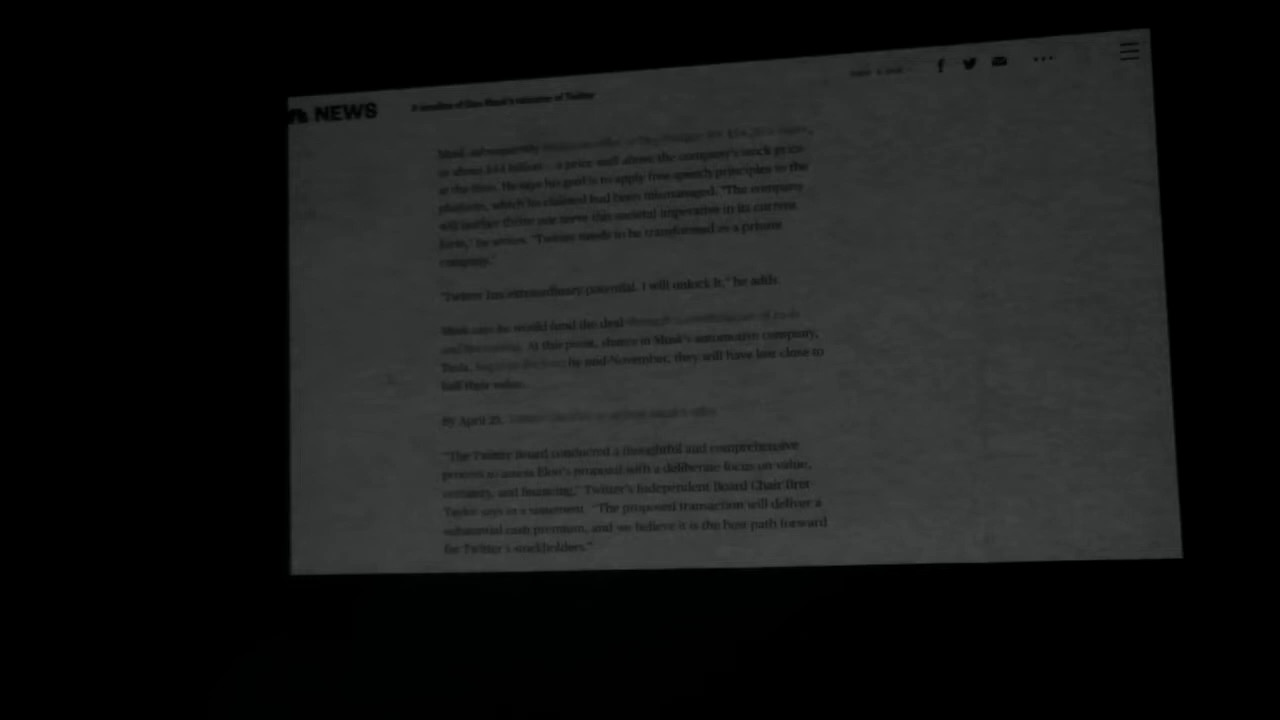 NEWS
A timeline of Elon Musk's takeover of Twitter
Musk subsequently
at about $44 billion — a price well above the company's stock price
at the time. He says his goal is to apply free speech principles to the
platform, which he claimed had been mismanaged. "The company
will neither thrive nor serve this societal imperative in its current
form," he writes. "Twitter needs to be transformed as a private
company."
"Twitter has extraordinary potential. I will unlock it," he adds.
Musk says he would fund the deal
At this point, shares in Musk's automotive company,
Tesla, by mid-November, they will have lost close to
half their value.
By April 25,
"The Twitter Board conducted a thoughtful and comprehensive
process to assess Elon's proposal with a deliberate focus on value,
certainty, and financing," Twitter's Independent Board Chair Bret
Taylor says in a statement. "The proposed transaction will deliver a
substantial cash premium, and we believe it is the best path forward
for Twitter's stockholders."